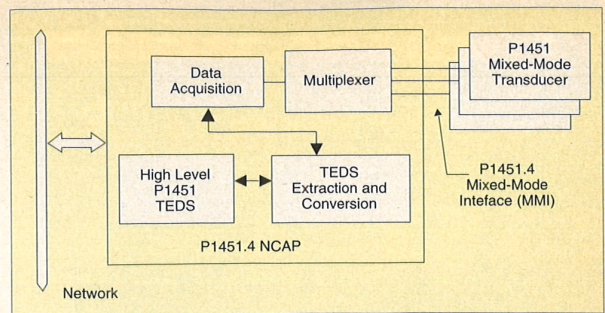 P1451
Mixed-Mode
Transducer
Data
Acquisition
Multiplexer
P1451.4
Mixed-Mode
Inteface (MMI)
High Level
P1451
TEDS
TEDS
Extraction and
Conversion
P1451.4 NCAP
Network